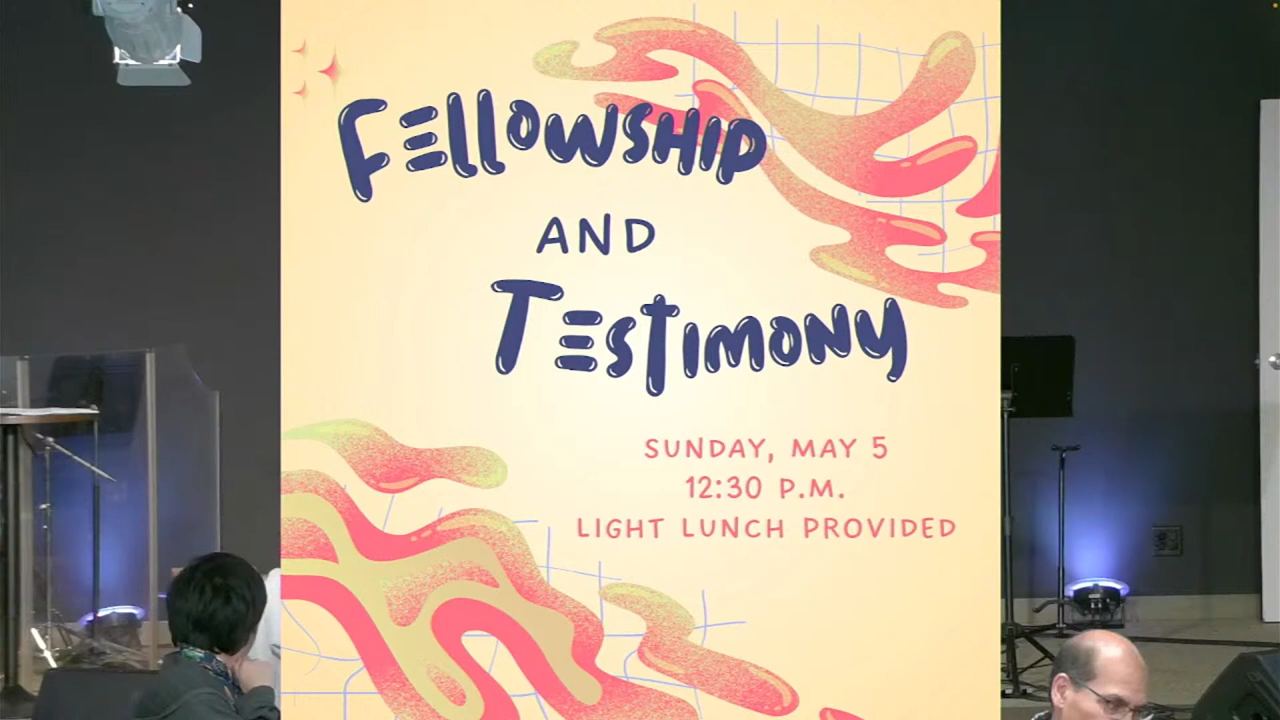 FELLOWSHIP
AND
TESTIMONY
SUNDAY, MAY 5
12:30 P.M.
LIGHT LUNCH PROVIDED